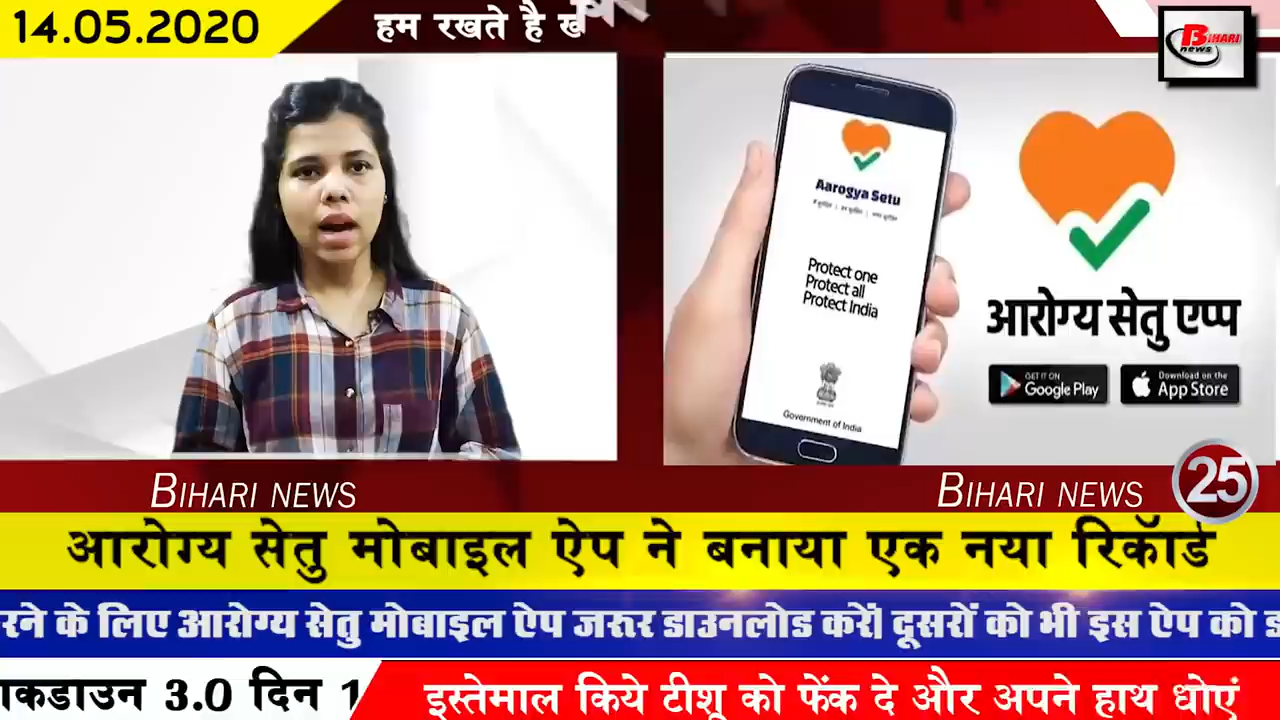 14.05.2020
हम रखते है ख
BIHARI
news
Aarogya Setu
Protect one
Protect all
Protect India
Government of India
आरोग्य सेतु एप्प
GET IT ON
Google Play
Download on the
App Store
BIHARI NEWS
BIHARI NEWS
25
आरोग्य सेतु मोबाइल ऐप ने बनाया एक नया रिकॉर्ड
रने के लिए आरोग्य सेतु मोबाइल ऐप जरूर डाउनलोड करें| दूसरों को भी इस ऐप को ड
ाकडाउन 3.0 दिन 1
इस्तेमाल किये टीशू को फेंक दे और अपने हाथ धोएं